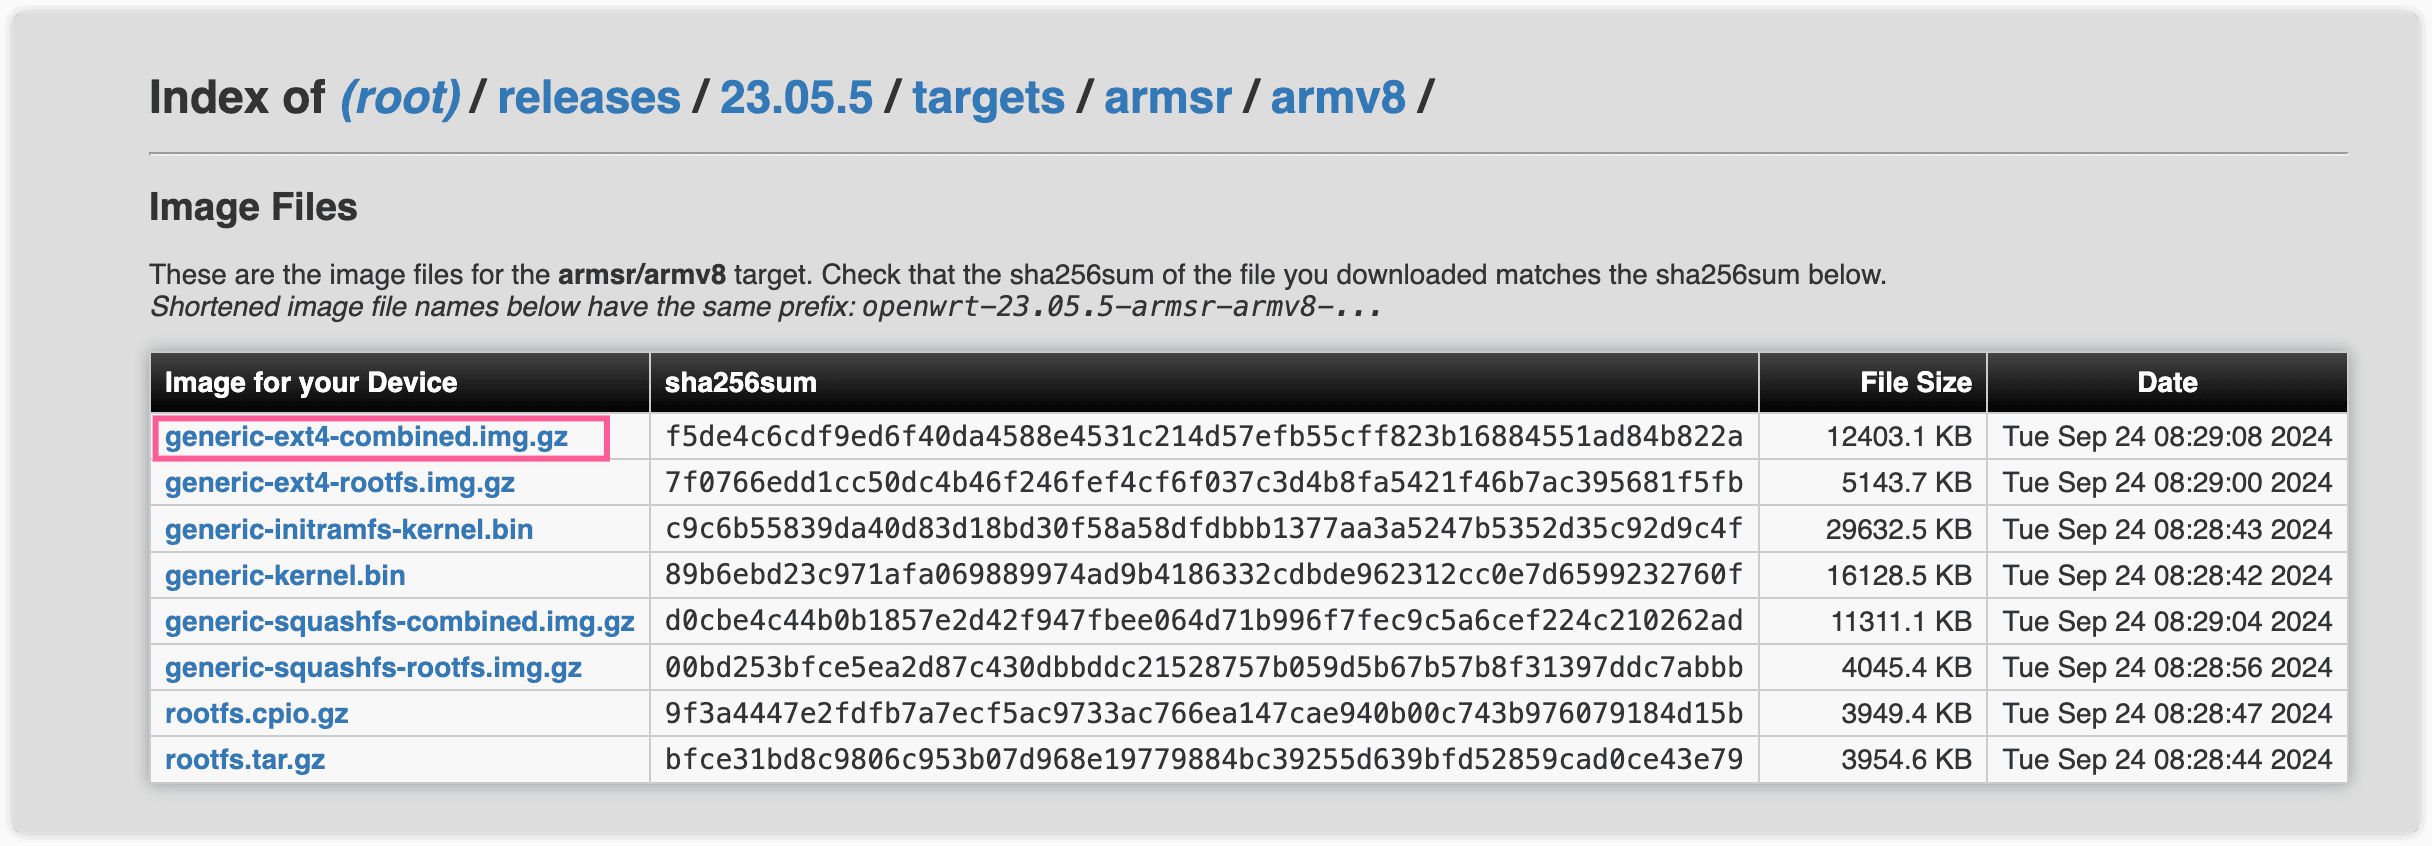 Index of (root) / releases / 23.05.5 / targets / armsr / armv8 /
Image Files
These are the image files for the armsr/armv8 target. Check that the sha256sum of the file you downloaded matches the sha256sum below.
Shortened image file names below have the same prefix: openwrt-23.05.5-armsr-armv8-...
Image for your Device sha256sum File Size Date
generic-ext4-combined.img.gz f5de4c6cdf9ed6f40da4588e4531c214d57efb55cff823b16884551ad84b822a 12403.1 KB Tue Sep 24 08:29:08 2024
generic-ext4-rootfs.img.gz 7f0766edd1cc50dc4b46f246fef4cf6f037c3d4b8fa5421f46b7ac395681f5fb 5143.7 KB Tue Sep 24 08:29:00 2024
generic-initramfs-kernel.bin c9c6b55839da40d83d18bd30f58a58dfdbbb1377aa3a5247b5352d35c92d9c4f 29632.5 KB Tue Sep 24 08:28:43 2024
generic-kernel.bin 89b6ebd23c971afa069889974ad9b4186332cdbde962312cc0e7d6599232760f 16128.5 KB Tue Sep 24 08:28:42 2024
generic-squashfs-combined.img.gz d0cbe4c44b0b1857e2d42f947fbee064d71b996f7fec9c5a6cef224c210262ad 11311.1 KB Tue Sep 24 08:29:04 2024
generic-squashfs-rootfs.img.gz 00bd253bfce5ea2d87c430dbbddc21528757b059d5b67b57b8f31397ddc7abbb 4045.4 KB Tue Sep 24 08:28:56 2024
rootfs.cpio.gz 9f3a4447e2fdfb7a7ecf5ac9733ac766ea147cae940b00c743b976079184d15b 3949.4 KB Tue Sep 24 08:28:47 2024
rootfs.tar.gz bfce31bd8c9806c953b07d968e19779884bc39255d639bfd52859cad0ce43e79 3954.6 KB Tue Sep 24 08:28:44 2024